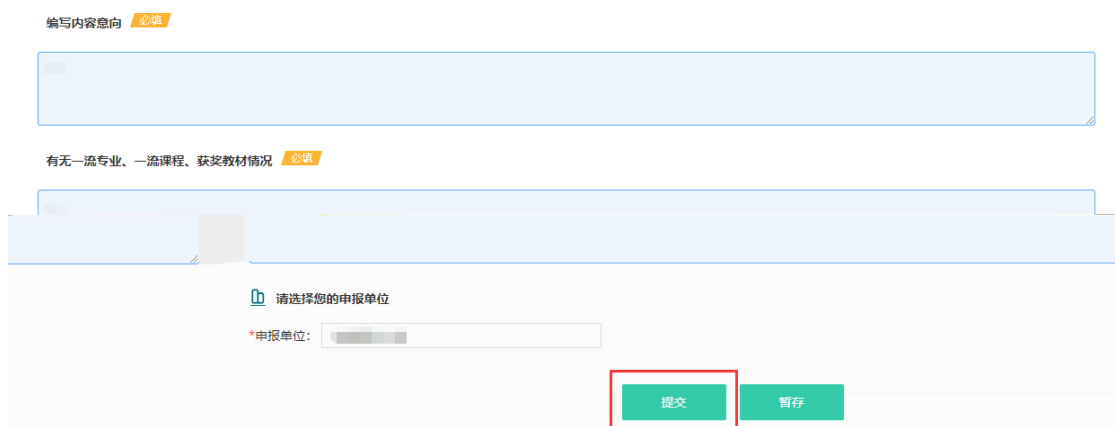 编写内容意向 必填
有无一流专业、一流课程、获奖教材情况 必填
请选择您的申报单位
*申报单位：
提交 暂存